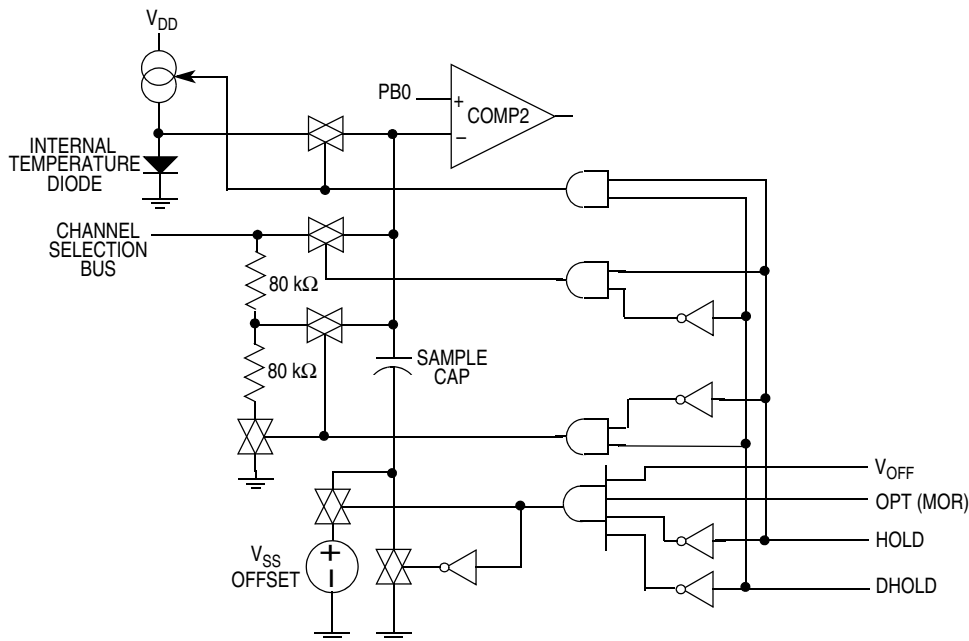 VDD
PB0
+
COMP2
−
INTERNAL
TEMPERATURE
DIODE
CHANNEL
SELECTION
BUS
80 kΩ
80 kΩ
SAMPLE
CAP
VOFF
OPT (MOR)
HOLD
DHOLD
VSS
OFFSET
+
−